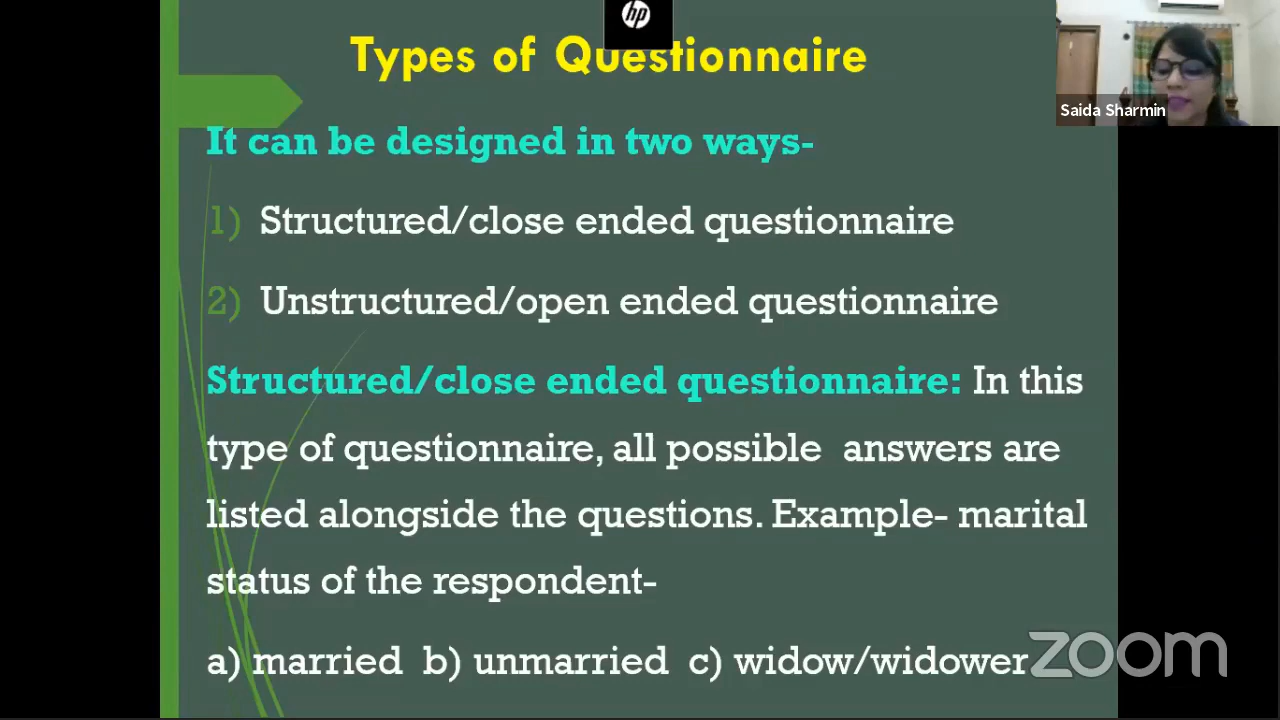 hp
Types of Questionnaire
Saida Sharmin
It can be designed in two ways-
1) Structured/close ended questionnaire
2) Unstructured/open ended questionnaire
Structured/close ended questionnaire: In this
type of questionnaire, all possible answers are
listed alongside the questions. Example- marital
status of the respondent-
a) married b) unmarried c) widow/widower
zoom